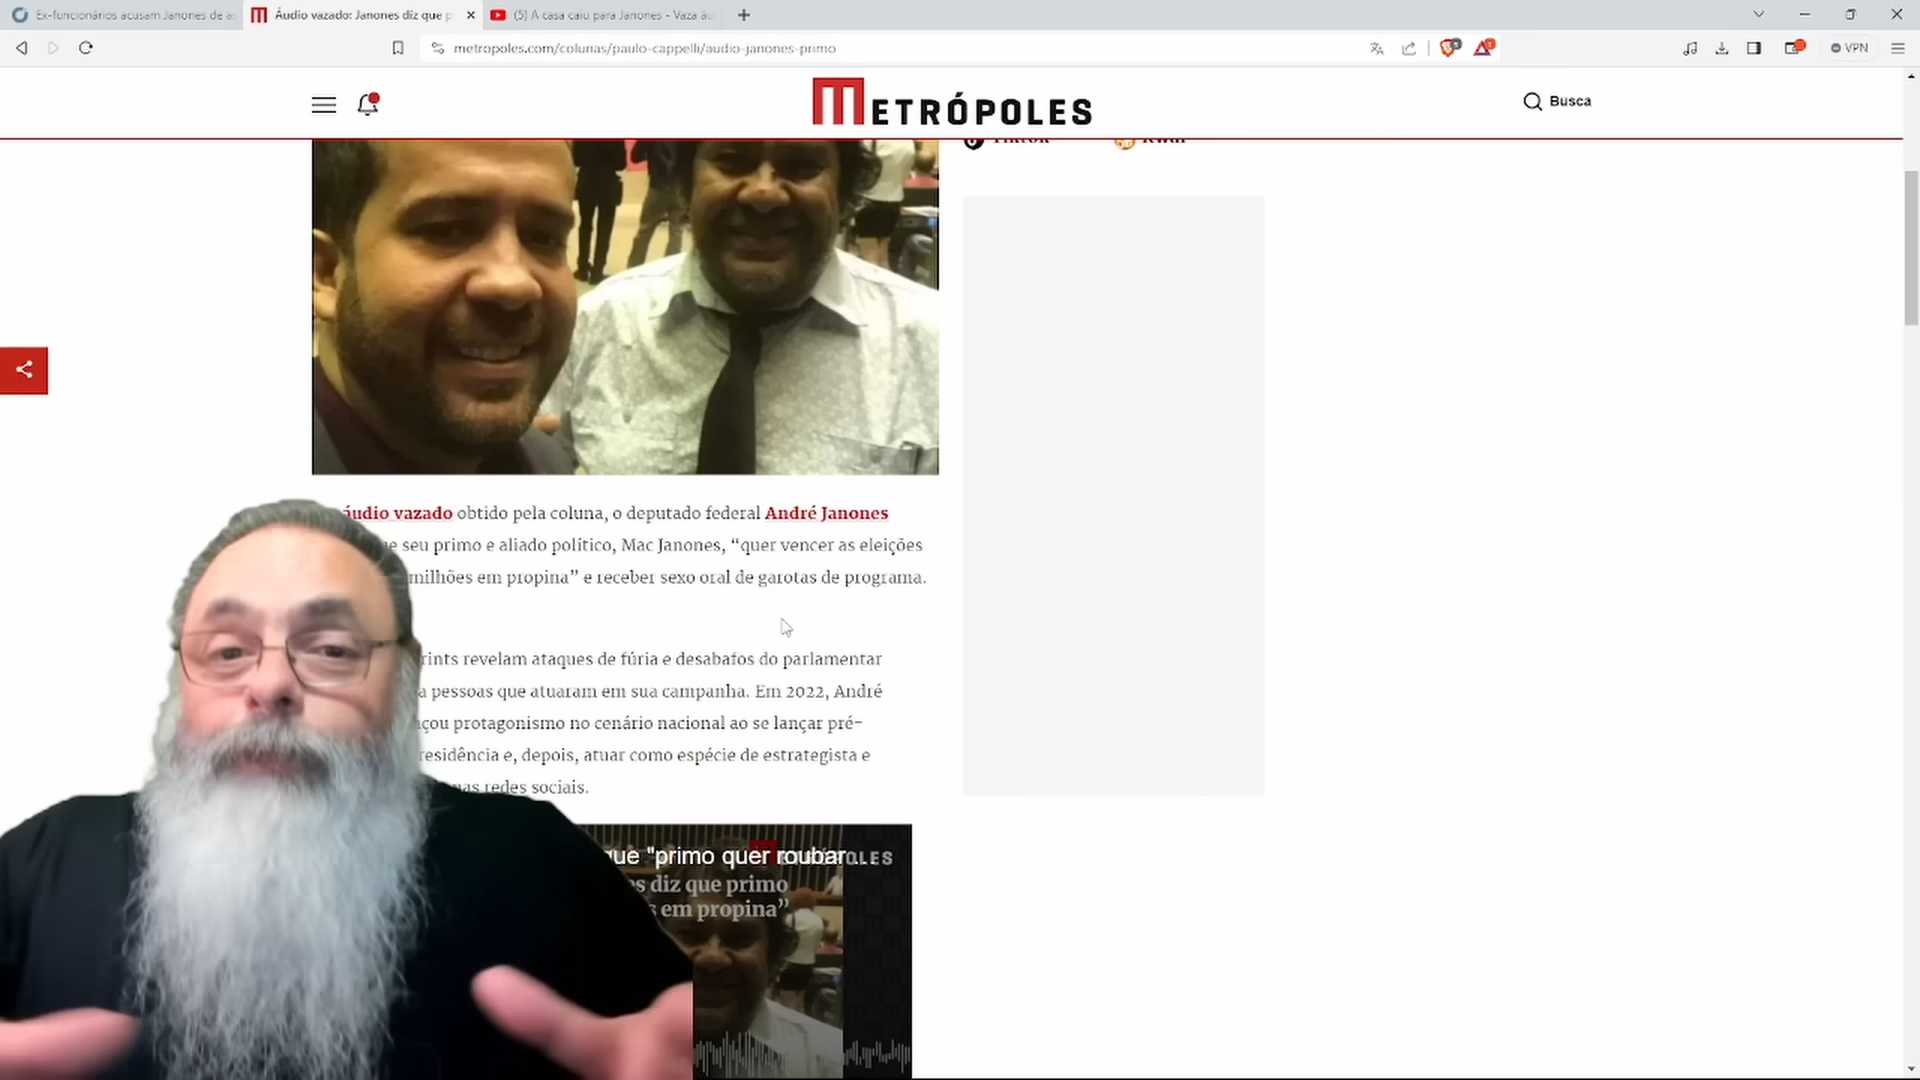 Ex-funcionários acusam Janones de a
Áudio vazado: Janones diz que p
(5) A casa caiu para Janones - Vaza áu
metropoles.com/colunas/paulo-cappelli/audio-janones-primo
VPN
METRÓPOLES
Busca
áudio vazado obtido pela coluna, o deputado federal André Janones
e seu primo e aliado político, Mac Janones, “quer vencer as eleições
milhões em propina” e receber sexo oral de garotas de programa.
rints revelam ataques de fúria e desabafos do parlamentar
a pessoas que atuaram em sua campanha. Em 2022, André
çou protagonismo no cenário nacional ao se lançar pré-
residência e, depois, atuar como espécie de estrategista e
nas redes sociais.
que "primo quer roubar...
s diz que primo
s em propina”